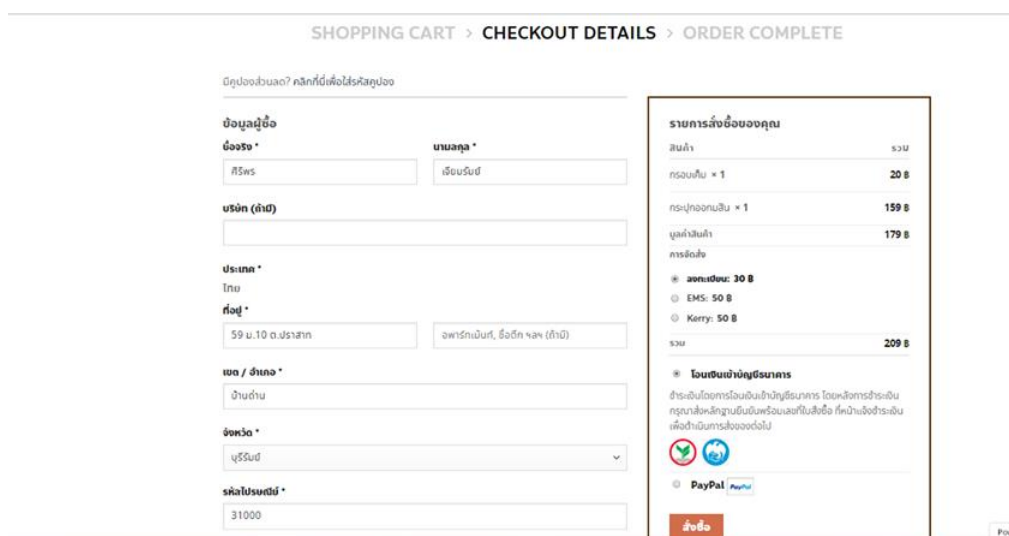 SHOPPING CART > CHECKOUT DETAILS > ORDER COMPLETE
มีคูปองส่วนลด? คลิกที่นี่เพื่อใส่รหัสคูปอง
ข้อมูลผู้ซื้อ
ชื่อจริง * นามสกุล *
ศิริพร เจียมรัมย์
บริษัท (ถ้ามี)
ประเทศ *
ไทย
ที่อยู่ *
59 ม.10 ต.ปราสาท อพาร์ทเม้นท์, ชื่อตึก ฯลฯ (ถ้ามี)
เขต / อำเภอ *
บ้านด่าน
จังหวัด *
บุรีรัมย์
รหัสไปรษณีย์ *
31000
รายการสั่งซื้อของคุณ
สินค้า รวม
กรอบเค็ม × 1 20 ฿
กระปุกออมสิน × 1 159 ฿
มูลค่าสินค้า 179 ฿
การจัดส่ง
ลงทะเบียน: 30 ฿
EMS: 50 ฿
Kerry: 50 ฿
รวม 209 ฿
โอนเงินเข้าบัญชีธนาคาร
ชำระเงินโดยการโอนเงินเข้าบัญชีธนาคาร โดยหลังการชำระเงิน
กรุณาส่งหลักฐานยืนยันพร้อมเลขที่ใบสั่งซื้อ ที่หน้าแจ้งชำระเงิน
เพื่อดำเนินการส่งของต่อไป
PayPal PayPal
สั่งซื้อ